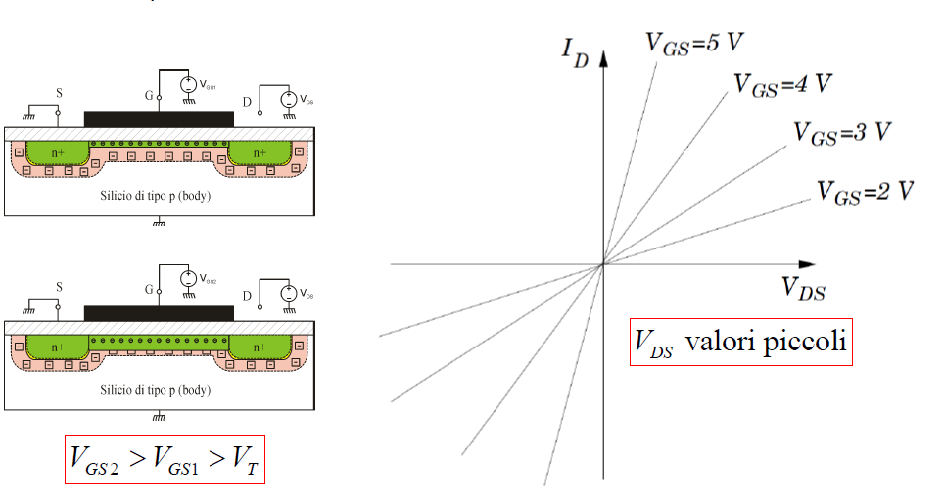 S
G
V_GS1
D
V_DS
n+
n+
Silicio di tipo p (body)
S
G
V_GS2
D
V_DS
n+
n+
Silicio di tipo p (body)
V_GS2 > V_GS1 > V_T
I_D
V_GS=5 V
V_GS=4 V
V_GS=3 V
V_GS=2 V
V_DS
V_DS valori piccoli